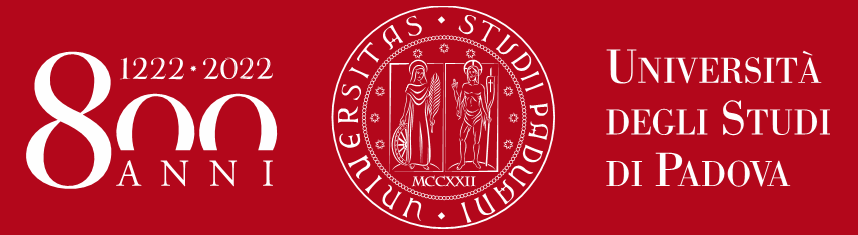 1222 * 2022
800
ANNI
UNIVERSITAS * STUDII PADUANI *
MCCXXII
UNIVERSITÀ
DEGLI STUDI
DI PADOVA